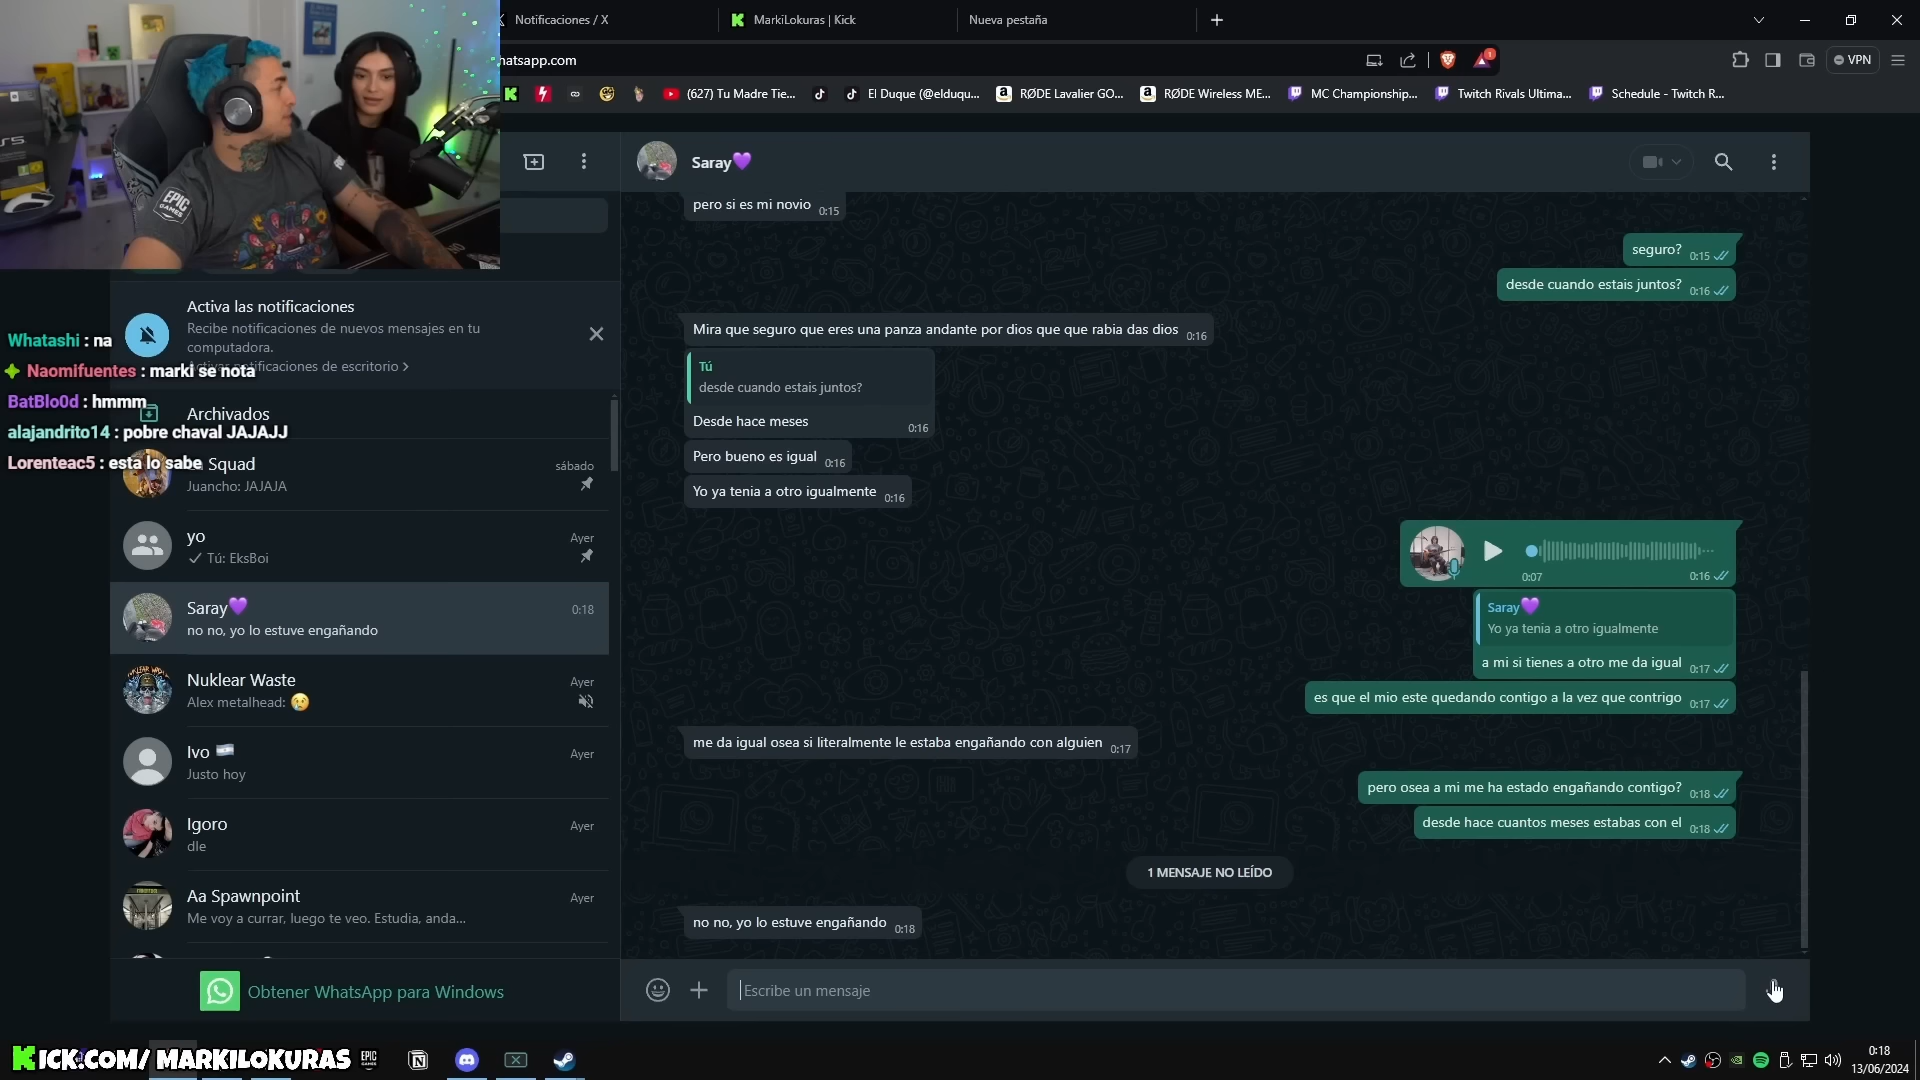 Notificaciones / X
MarkiLokuras | Kick
Nueva pestaña
hatsapp.com
1
VPN
(627) Tu Madre Tie...
El Duque (@elduqu...
RØDE Lavalier GO...
RØDE Wireless ME...
MC Championship...
Twitch Rivals Ultima...
Schedule - Twitch R...
EPIC
GAMES
Saray💜
pero si es mi novio 0:15
seguro? 0:15
desde cuando estais juntos? 0:16
Mira que seguro que eres una panza andante por dios que que rabia das dios 0:16
Tú
desde cuando estais juntos?
Desde hace meses 0:16
Pero bueno es igual 0:16
Yo ya tenia a otro igualmente 0:16
0:07 0:16
Saray💜
Yo ya tenia a otro igualmente
a mi si tienes a otro me da igual 0:17
es que el mio este quedando contigo a la vez que contrigo 0:17
me da igual osea si literalmente le estaba engañando con alguien 0:17
pero osea a mi me ha estado engañando contigo? 0:18
desde hace cuantos meses estabas con el 0:18
1 MENSAJE NO LEÍDO
no no, yo lo estuve engañando 0:18
Escribe un mensaje
Activa las notificaciones
Recibe notificaciones de nuevos mensajes en tu
computadora.
Activar notificaciones de escritorio >
Whatashi : na
Naomifuentes : marki se nota
BatBlo0d : hmmm
alajandrito14 : pobre chaval JAJAJJ
Lorenteac5 : esta lo sabe
Archivados
Squad sábado
Juancho: JAJAJA
yo Ayer
Tú: EksBoi
Saray💜 0:18
no no, yo lo estuve engañando
Nuklear Waste Ayer
Alex metalhead: 😢
Ivo Ayer
Justo hoy
Igoro Ayer
dle
Aa Spawnpoint Ayer
Me voy a currar, luego te veo. Estudia, anda...
Obtener WhatsApp para Windows
KICK.COM/ MARKILOKURAS
EPIC
GAMES
0:18
13/06/2024